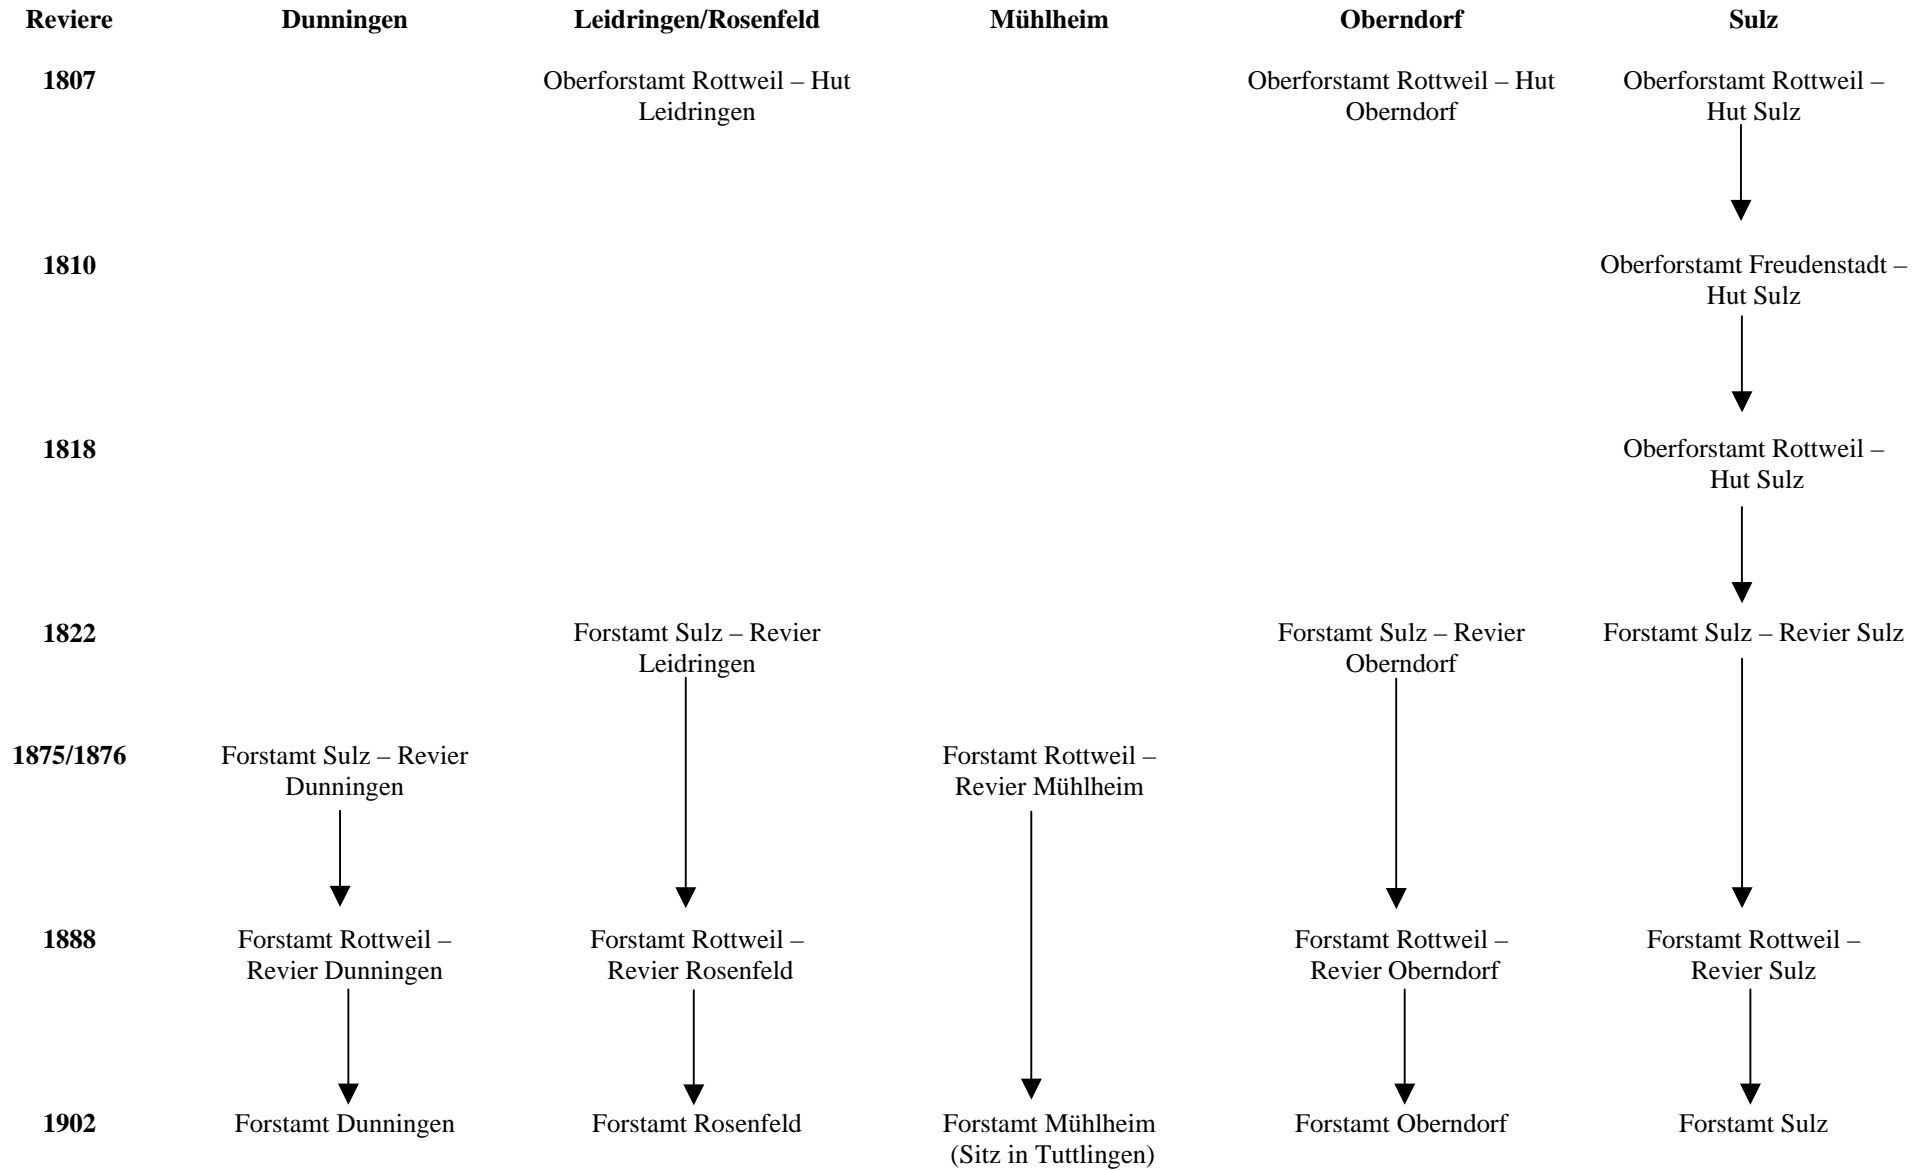 Reviere Dunningen Leidringen/Rosenfeld Mühlheim Oberndorf Sulz
1807 Oberforstamt Rottweil – Hut Oberforstamt Rottweil – Hut Oberforstamt Rottweil –
Leidringen Oberndorf Hut Sulz
1810 Oberforstamt Freudenstadt –
Hut Sulz
1818 Oberforstamt Rottweil –
Hut Sulz
1822 Forstamt Sulz – Revier Forstamt Sulz – Revier Forstamt Sulz – Revier Sulz
Leidringen Oberndorf
1875/1876 Forstamt Sulz – Revier Forstamt Rottweil –
Dunningen Revier Mühlheim
1888 Forstamt Rottweil – Forstamt Rottweil – Forstamt Rottweil – Forstamt Rottweil –
Revier Dunningen Revier Rosenfeld Revier Oberndorf Revier Sulz
1902 Forstamt Dunningen Forstamt Rosenfeld Forstamt Mühlheim Forstamt Oberndorf Forstamt Sulz
(Sitz in Tuttlingen)